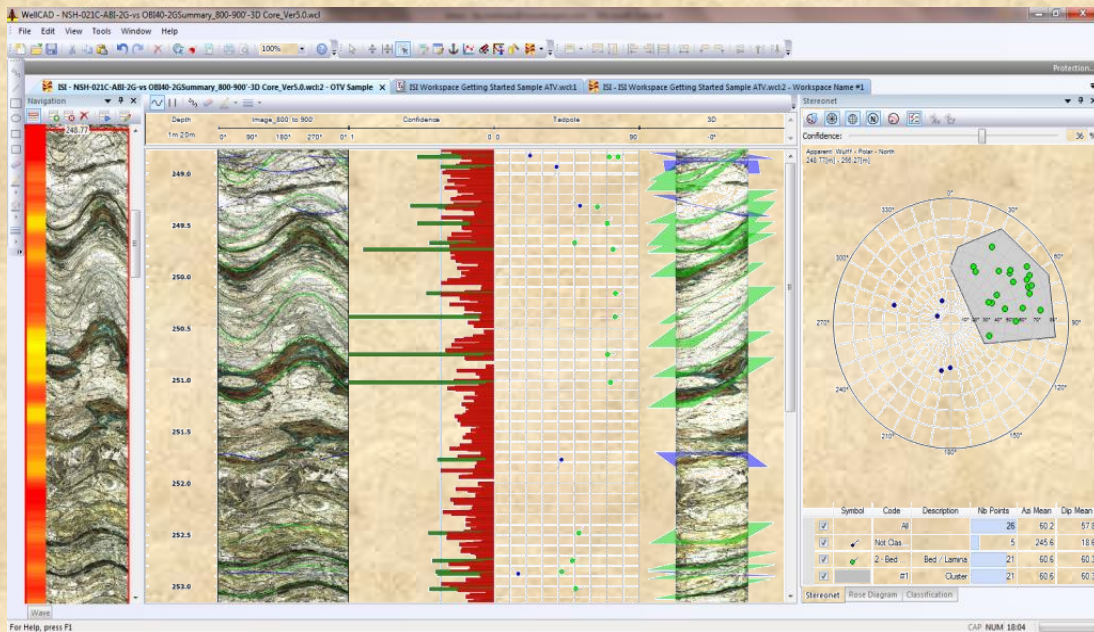 WellCAD - NSH-021C-ABI-2G-vs OBI40-2GSummary_800-900'-3D Core_Ver5.0.wcl
File Edit View Tools Window Help
100%
Protection...
ISI - NSH-021C-ABI-2G-vs OBI40-2GSummary_800-900'-3D Core_Ver5.0.wcl:2 - OTV Sample
ISI Workspace Getting Started Sample ATV.wcl:1
ISI - ISI Workspace Getting Started Sample ATV.wcl:2 - Workspace Name #1
Navigation
Stereonet
Depth Image_800' to 900' Confidence Tadpole 3D
1m 20m 0° 90° 180° 270° 0° 1 0 0 90 -0°
Confidence: 36 %
Apparent Wulff - Polar - North
248.77
249.0
249.5
250.0
250.5
251.0
251.5
252.0
252.5
253.0
0°
30°
60°
90°
120°
150°
180°
210°
240°
270°
300°
330°
Symbol Code Description Nb Points Azi Mean Dip Mean
All 26 60.2 57.8
Not Clas 5 245.6 18.6
2 - Bed Bed / Lamina 21 60.6 60.3
#1 Cluster 21 60.6 60.3
Stereonet Rose Diagram Classification
Wave
For Help, press F1
CAP NUM 18:04